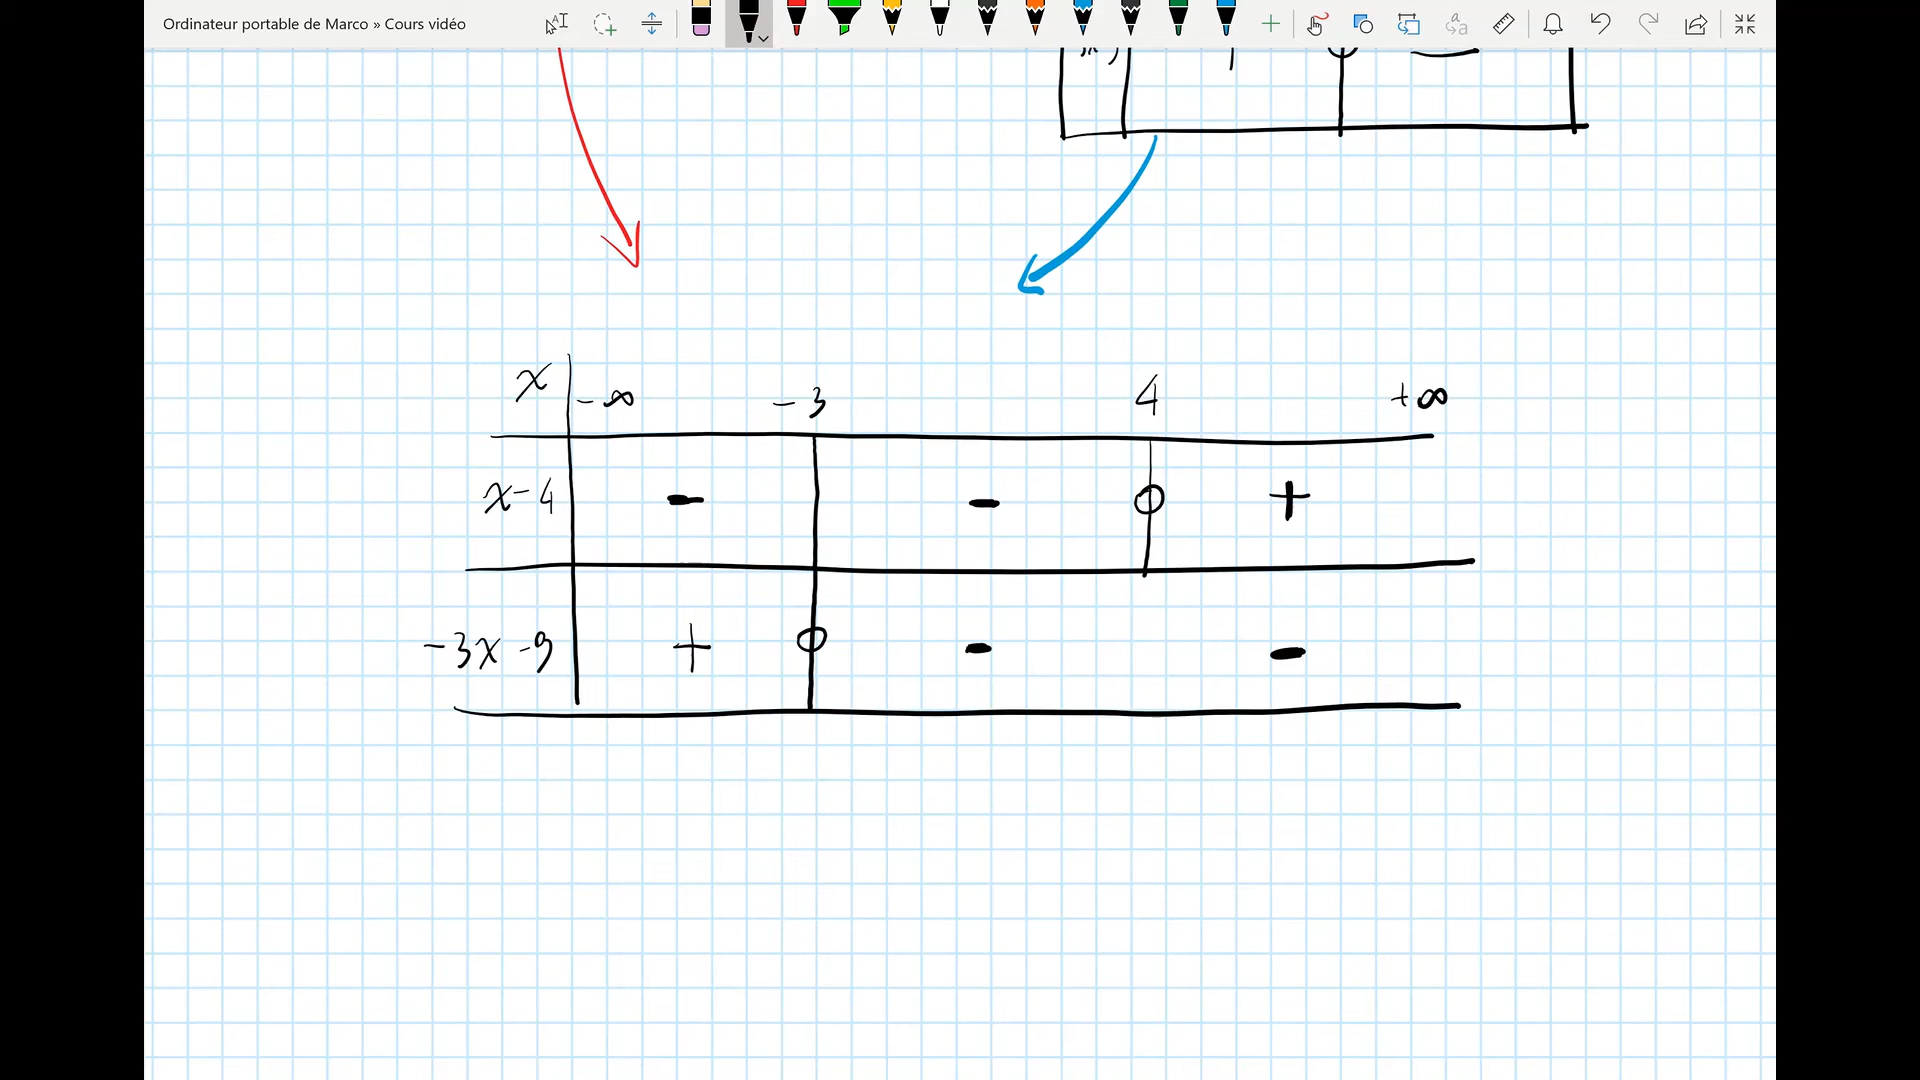 Ordinateur portable de Marco » Cours vidéo
x -∞ -3 4 +∞
x-4 - - 0 +
-3x-9 + 0 - -